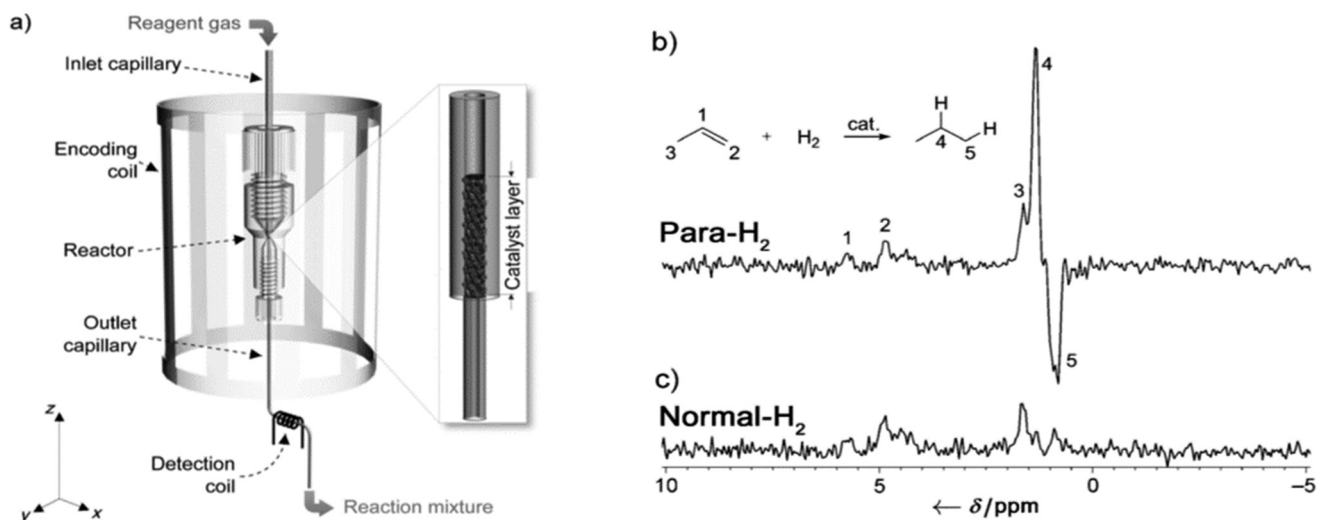 a)
Reagent gas
Inlet capillary
Encoding
coil
Reactor
Outlet
capillary
Detection
coil
Reaction mixture
Catalyst layer
z
y
x
b)
1
H
+ H₂
cat.
H
3
2
4
5
4
3
Para-H₂
1
2
5
c)
Normal-H₂
10
5
0
–5
← δ/ppm